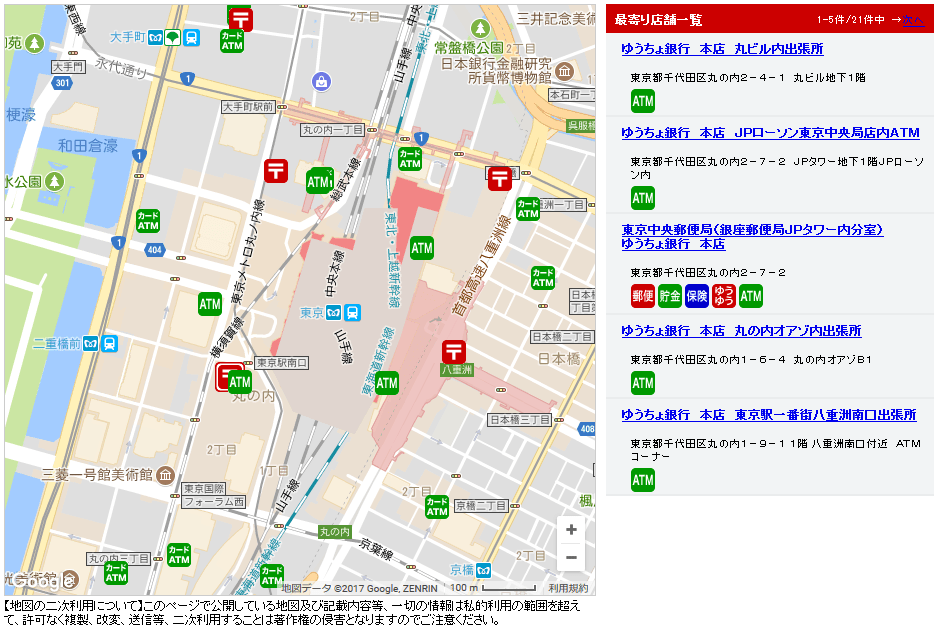 中央本線
2丁目
三井記念美術
大手町
カード
ATM
山手線
常盤橋公園
日本銀行金融研究
所貨幣博物館
大手門
永代通り
1
301
本石町一丁
梗濠
大手町駅前
呉服橋
和田倉濠
丸の内一丁目
1
1
カード
ATM
ATM
総武本線
水公園
東京メトロ丸ノ内線
洲一丁目
カード
ATM
カード
ATM
東北・上越新幹線
首都高速八重洲線
1
404
ATM
中央本線
カード
ATM
ATM
東京
日本橋二丁目
二重橋前
横須賀線
山手線
東海道新幹線
日本橋
東京駅南口
八重洲
ATM
ATM
丸の内
日本橋三丁目
408
2丁目
三菱一号館美術館
1丁目
東京国際
フォーラム西
山手線
2丁目
カード
ATM
京橋二丁目
丸の内
京葉線
丸の内三丁目
カード
ATM
2丁目
京橋
カード
ATM
カード
ATM
東海道新幹線
Google
地図データ ©2017 Google, ZENRIN
100 m
利用規約
+
−
最寄り店舗一覧
1-5件/21件中 →次へ
ゆうちょ銀行　本店　丸ビル内出張所
東京都千代田区丸の内2-4-1 丸ビル地下1階
ATM
ゆうちょ銀行　本店　JPローソン東京中央局店内ATM
東京都千代田区丸の内2-7-2 JPタワー地下1階JPローソ
ン内
ATM
東京中央郵便局(銀座郵便局JPタワー内分室)
ゆうちょ銀行　本店
東京都千代田区丸の内2-7-2
郵便 貯金 保険 ゆうゆう ATM
ゆうちょ銀行　本店　丸の内オアゾ内出張所
東京都千代田区丸の内1-6-4 丸の内オアゾB1
ATM
ゆうちょ銀行　本店　東京駅一番街八重洲南口出張所
東京都千代田区丸の内1-9-11階 八重洲南口付近　ATM
コーナー
ATM
【地図の二次利用について】このページで公開している地図及び記載内容等、一切の情報は私的利用の範囲を超え
て、許可なく複製、改変、送信等、二次利用することは著作権の侵害となりますのでご注意ください。